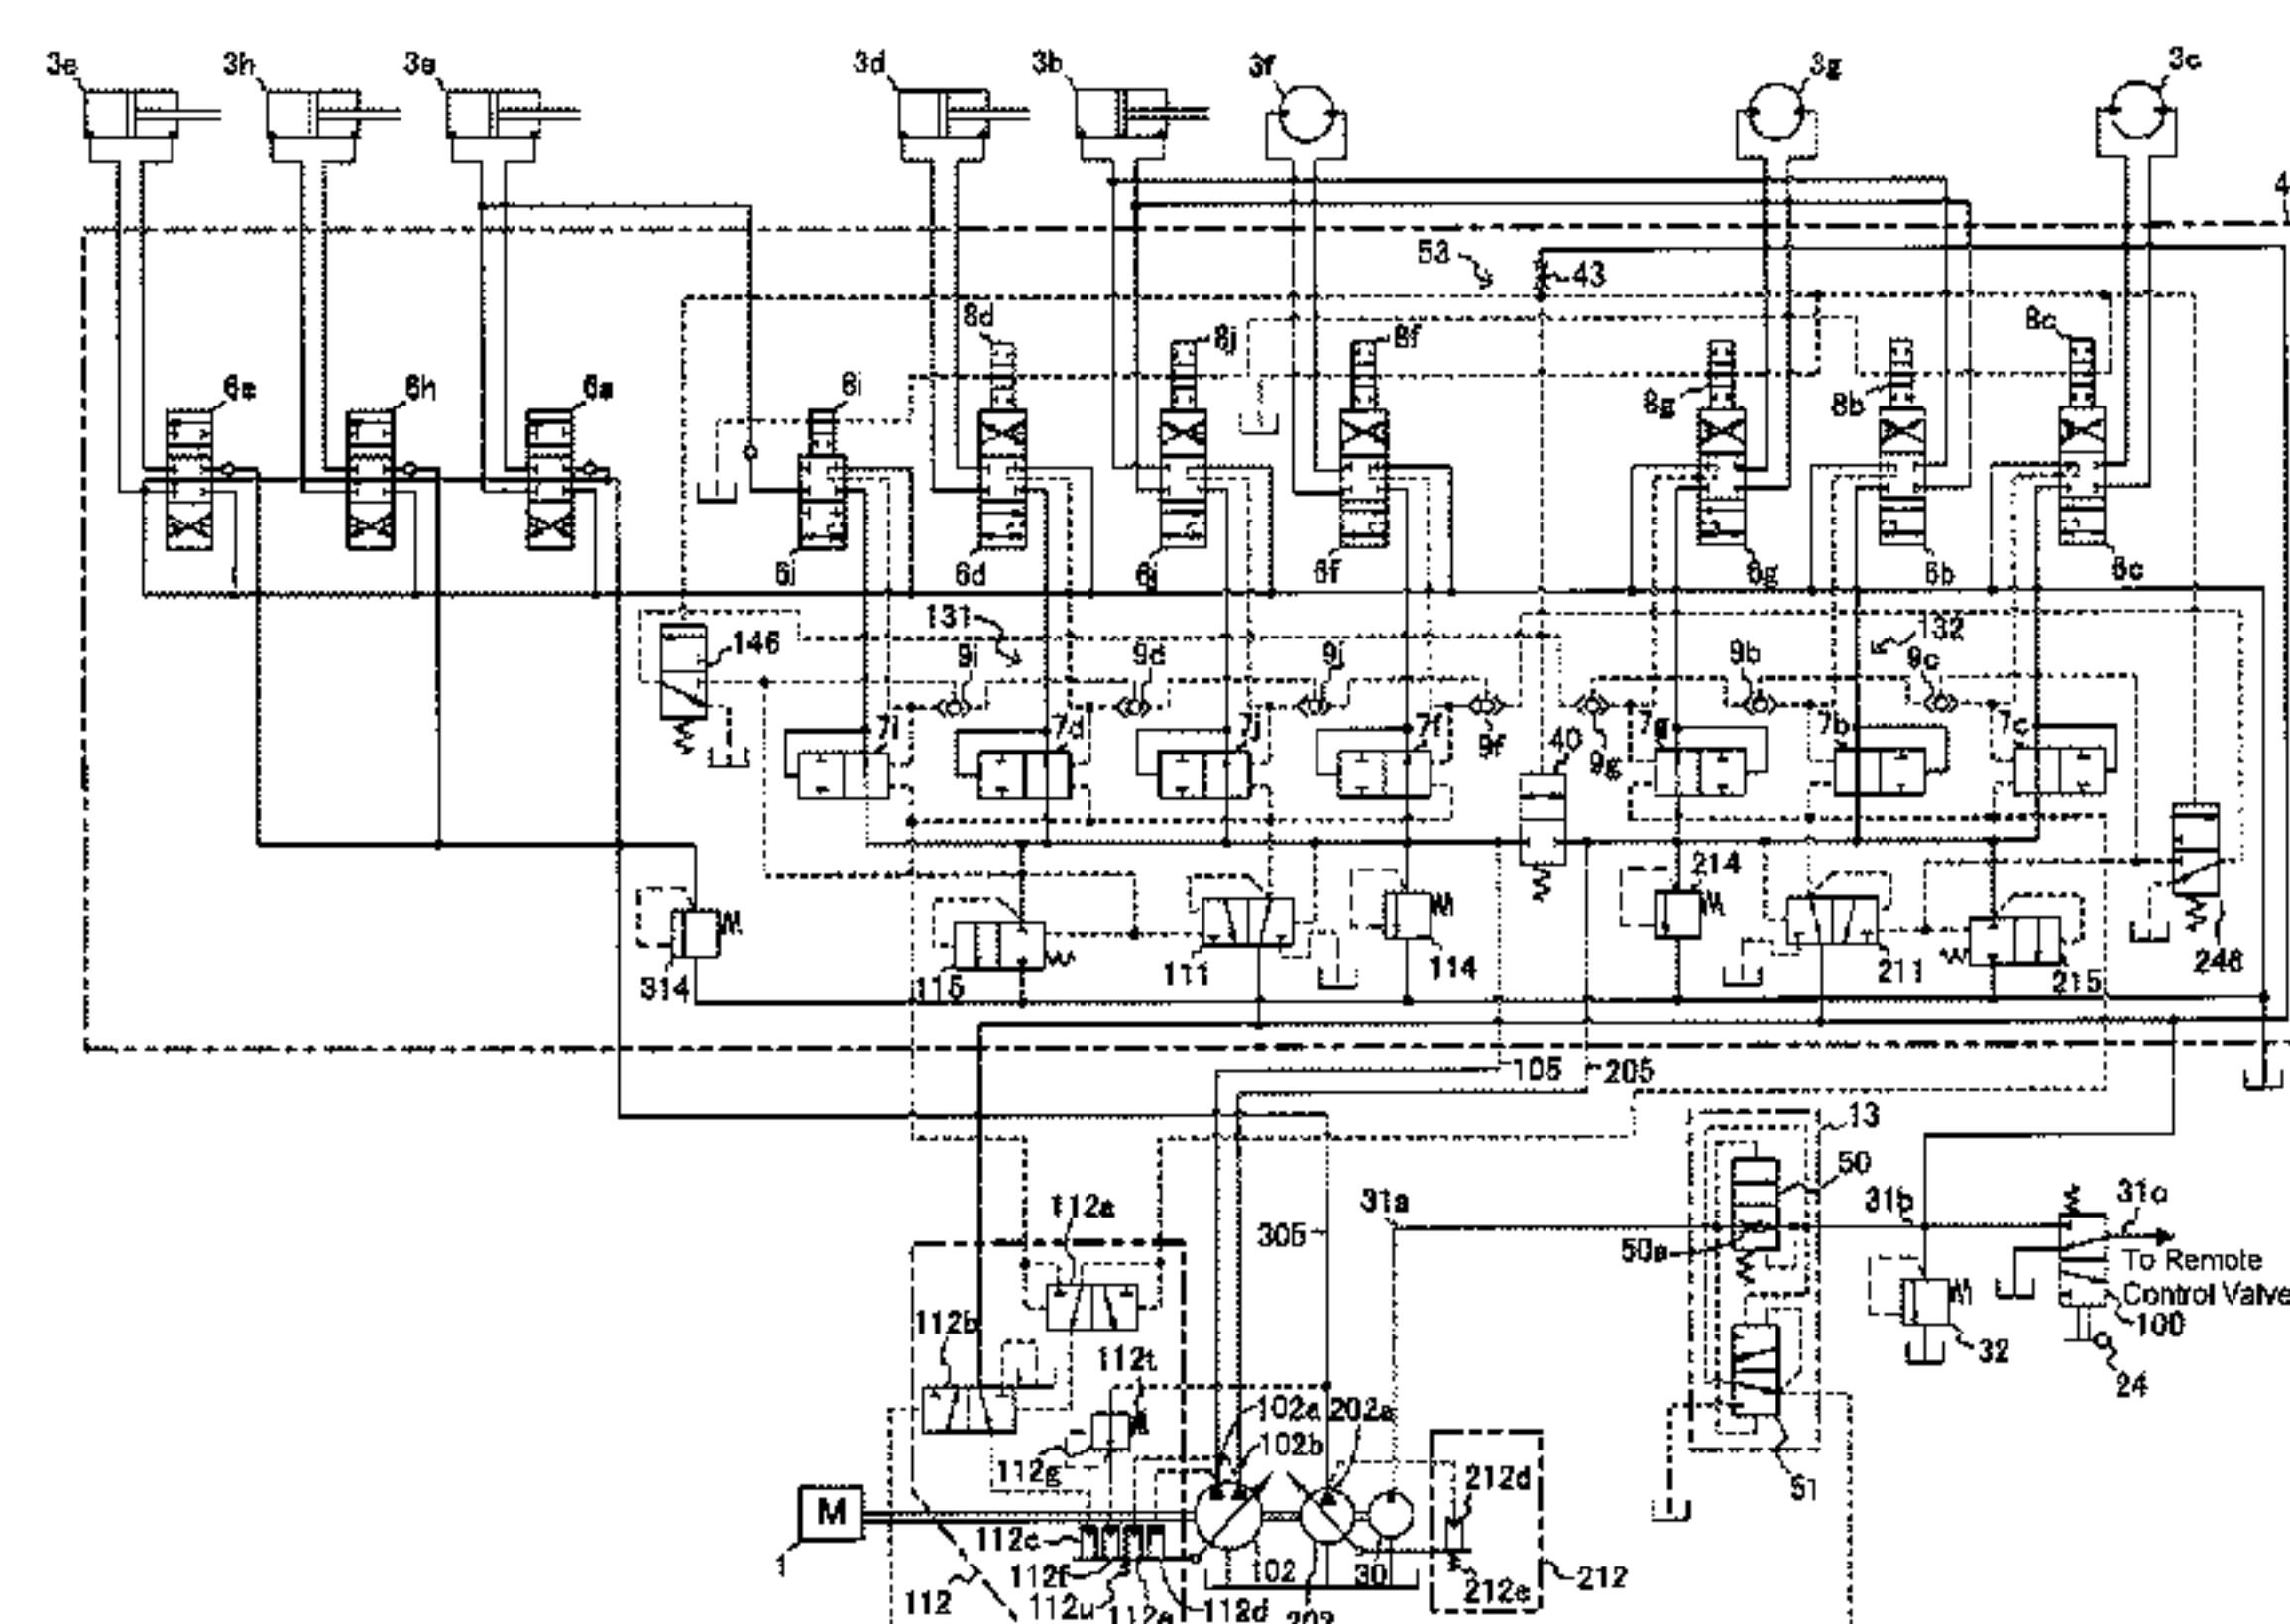 3e 3h 3a 3d 3b 3f 3g 3c
4
53 43
8d 8j 8f 8c
6e 6h 6a 8i 8g 8b
6i 6d 6j 6f 6g 6b 6c
131 132
146 9i 9d 9j 9b 9c
7i 7d 7j 7f 9f 40 9g 7g 7b 7c
214
314 115 111 114 211 215 246
105 205
13
50
112a 31a 31b 31c
305 50a
To Remote
Control Valve
112b 100
112t 32
24
102a 202a
102b
112g 212d
51
M
112c
1 112f 102 30 212e 212
112 112u 112e 112d 202